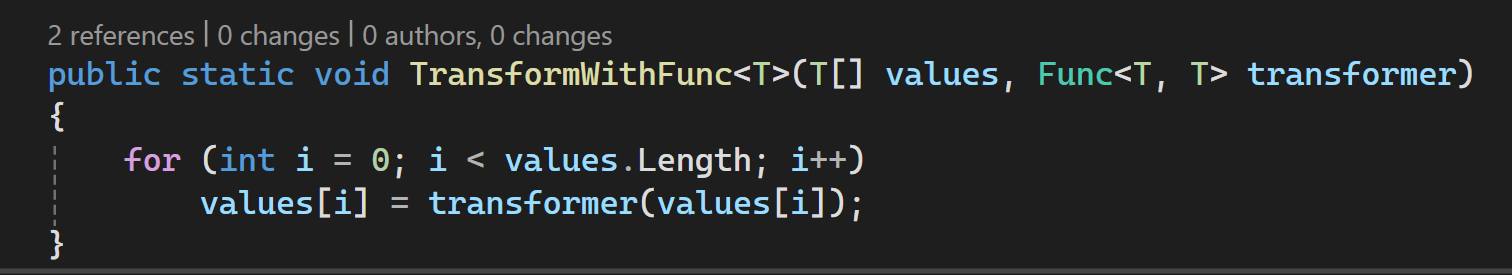 2 references | 0 changes | 0 authors, 0 changes
public static void TransformWithFunc<T>(T[] values, Func<T, T> transformer)
{
for (int i = 0; i < values.Length; i++)
values[i] = transformer(values[i]);
}